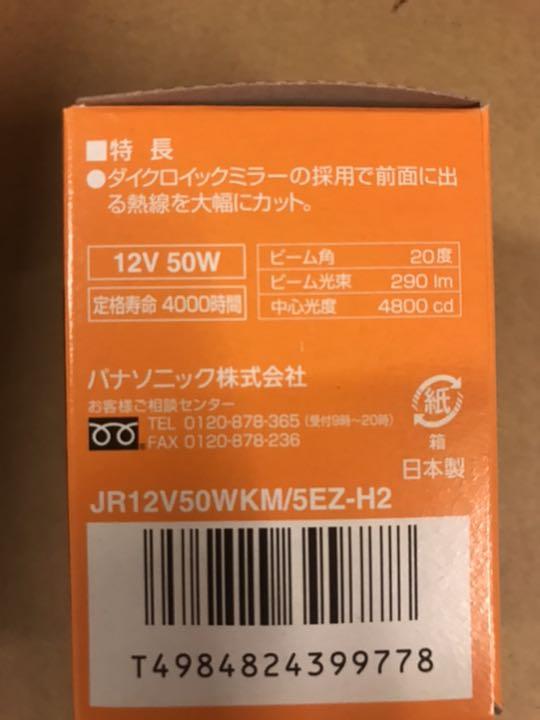 ■特 長
●ダイクロイックミラーの採用で前面に出
る熱線を大幅にカット。
12V 50W
定格寿命 4000時間
ビーム角 20度
ビーム光束 290 lm
中心光度 4800 cd
パナソニック株式会社
お客様ご相談センター
TEL 0120-878-365 (受付9時〜20時)
FAX 0120-878-236
紙
箱
日本製
JR12V50WKM/5EZ-H2
T4984824399778